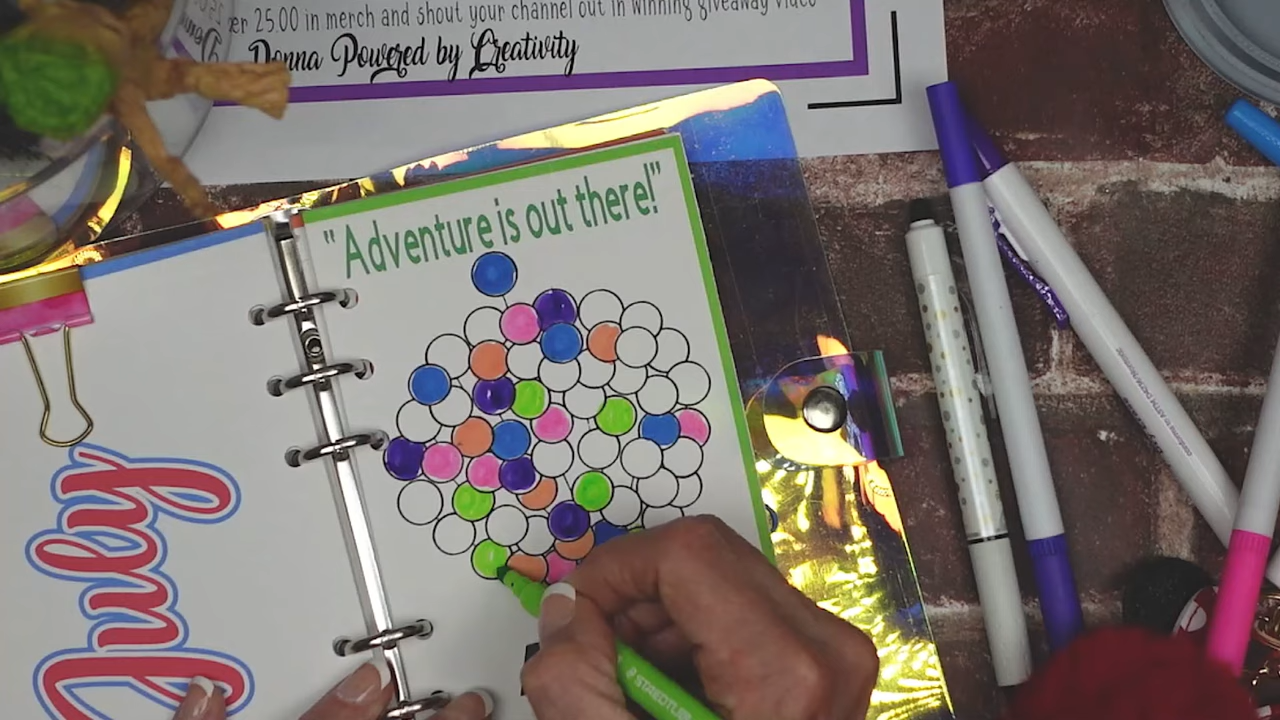 25.00 in merch and shout your channel out in winning giveaway video
Donna Powered by Creativity
"Adventure is out there!"
July
STAEDTLER